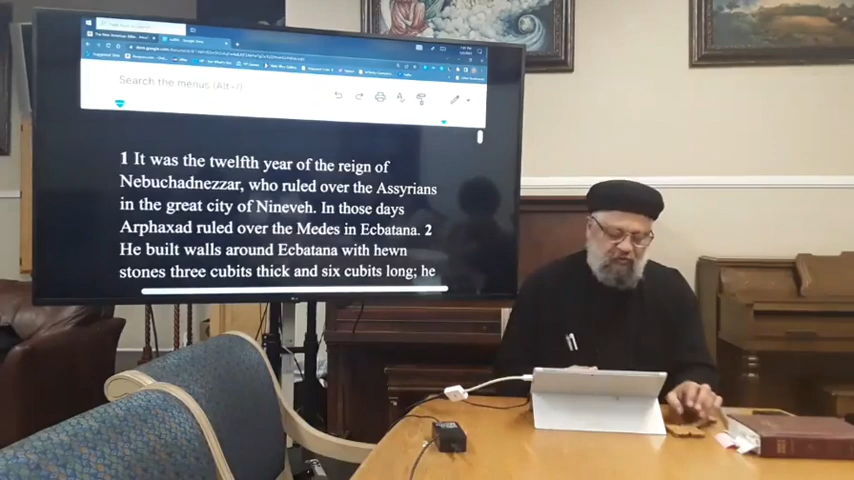 Search the menus (Alt+/)
1 It was the twelfth year of the reign of
Nebuchadnezzar, who ruled over the Assyrians
in the great city of Nineveh. In those days
Arphaxad ruled over the Medes in Ecbatana. 2
He built walls around Ecbatana with hewn
stones three cubits thick and six cubits long; he